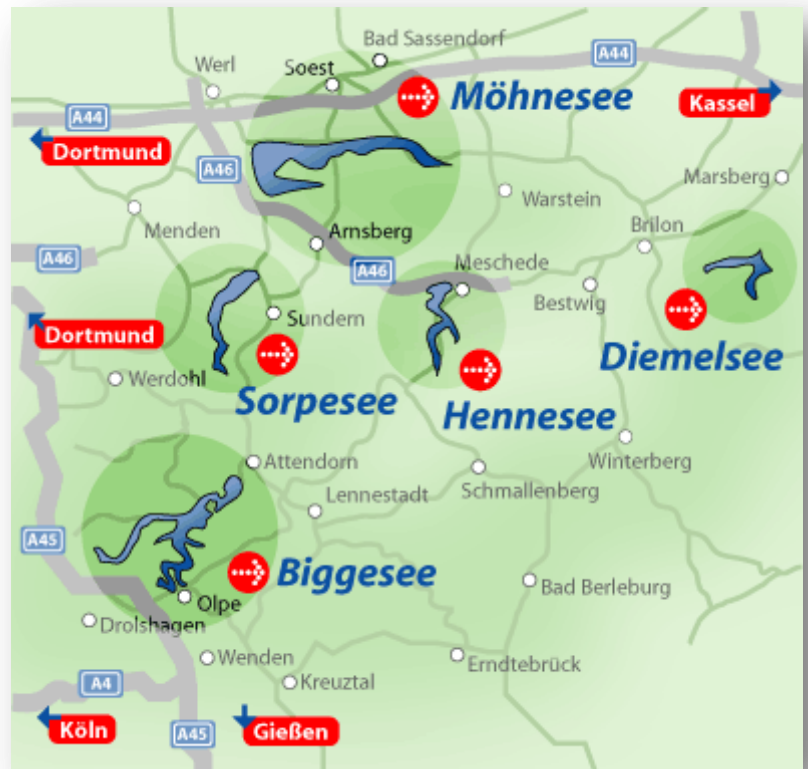 Bad Sassendorf
A44
Werl
Soest
Möhnesee
Kassel
A44
Dortmund
A46
Marsberg
Warstein
Menden
Arnsberg
Brilon
A46
A46
Meschede
Bestwig
Dortmund
Sundern
Diemelsee
Werdohl
Sorpesee
Hennesee
Attendorn
Winterberg
Lennestadt
Schmallenberg
A45
Biggesee
Bad Berleburg
Olpe
Drolshagen
Wenden
Erndtebrück
A4
Kreuztal
Köln
A45
Gießen